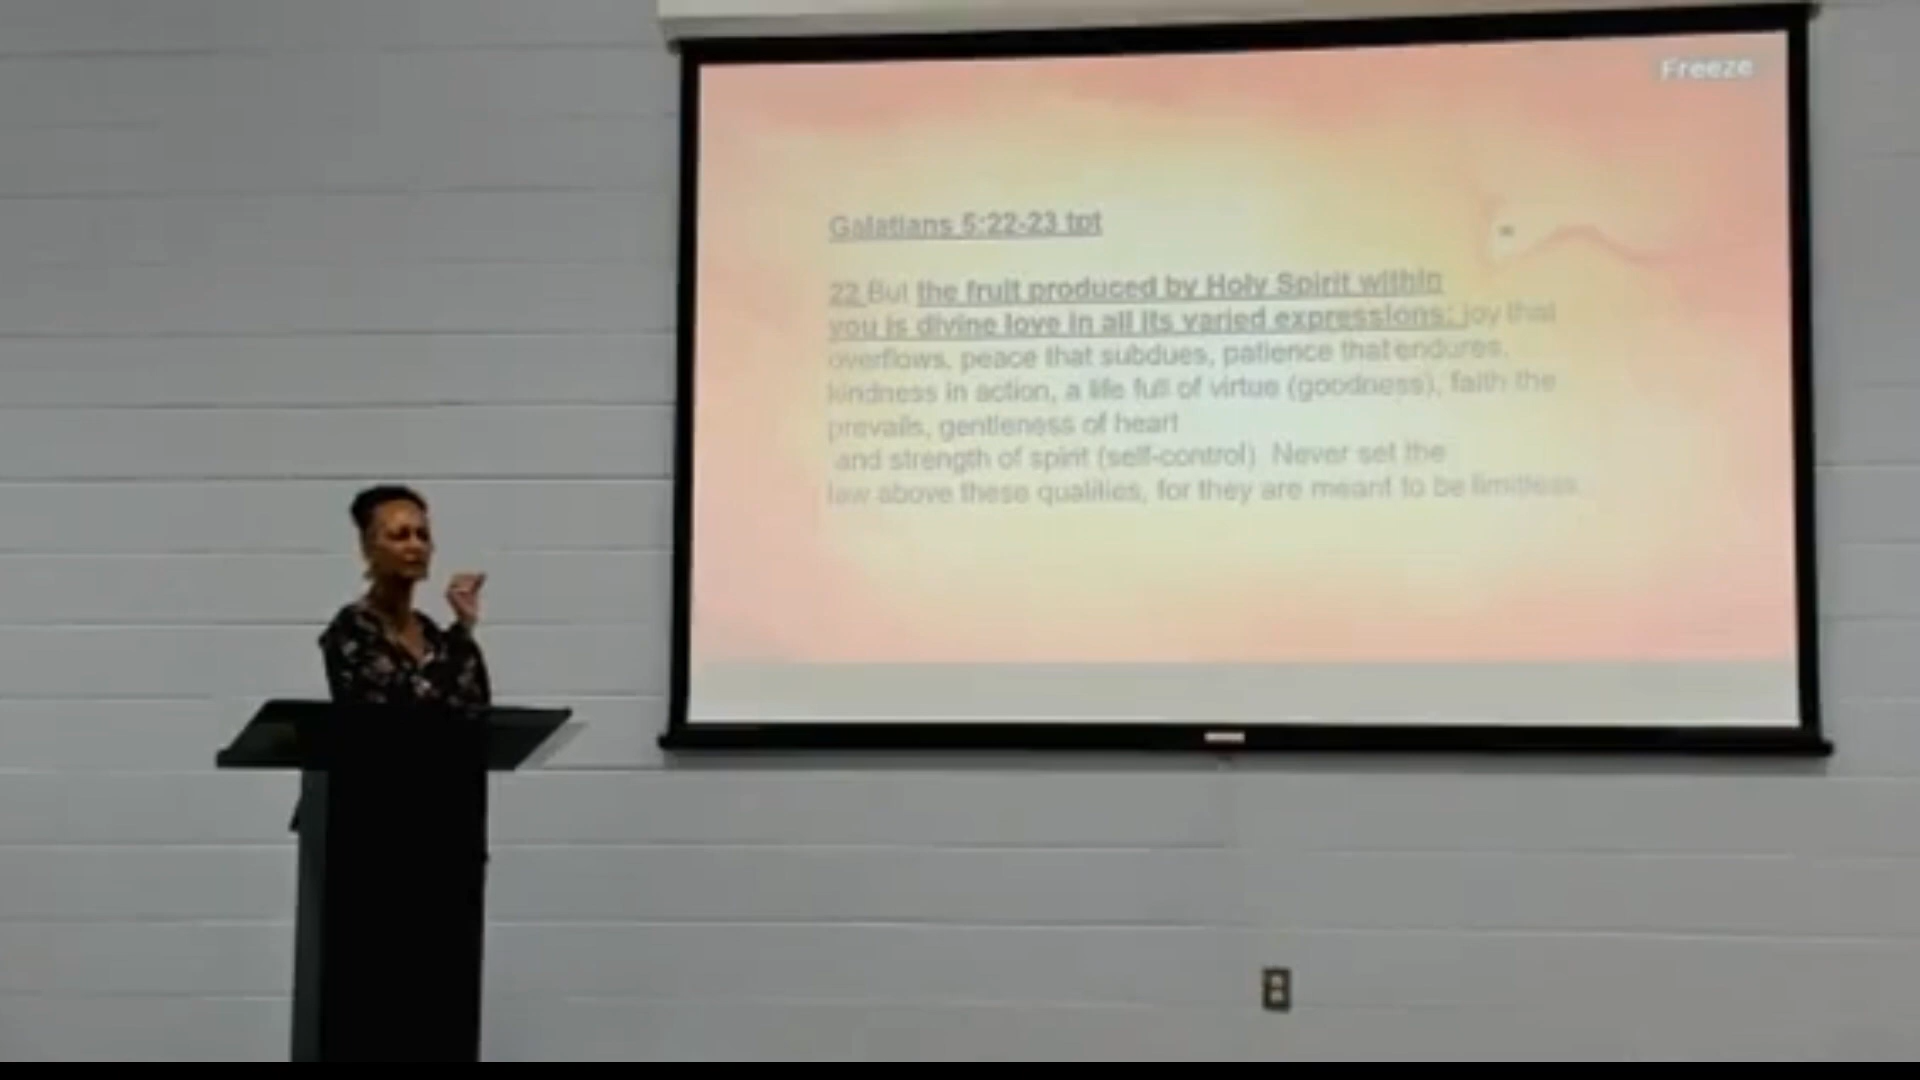 Freeze
Galatians 5:22-23 tpt
22 But the fruit produced by Holy Spirit within
you is divine love in all its varied expressions: joy that
overflows, peace that subdues, patience that endures,
kindness in action, a life full of virtue (goodness), faith the
prevails, gentleness of heart
and strength of spirit (self-control). Never set the
law above these qualities, for they are meant to be limitless.